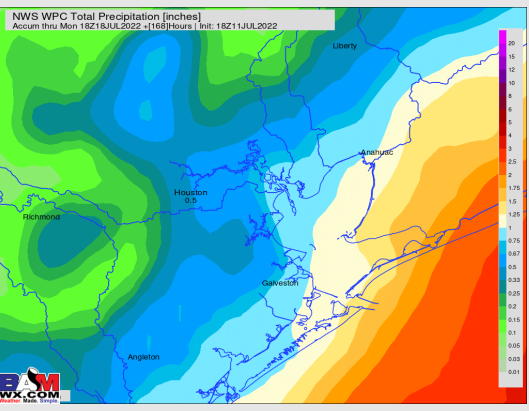 NWS WPC Total Precipitation [inches]
Accum thru Mon 18Z18JUL2022 +[168]Hours | Init: 18Z11JUL2022
Liberty
Anahuac
Houston
0.5
Richmond
Galveston
Angleton
20
15
12
10
8
6
5
4
3
2.5
2
1.75
1.5
1.25
1
0.75
0.67
0.5
0.33
0.25
0.2
0.15
0.1
0.05
0.03
0.01
BAM
WX.COM
Weather. Made. Simple.